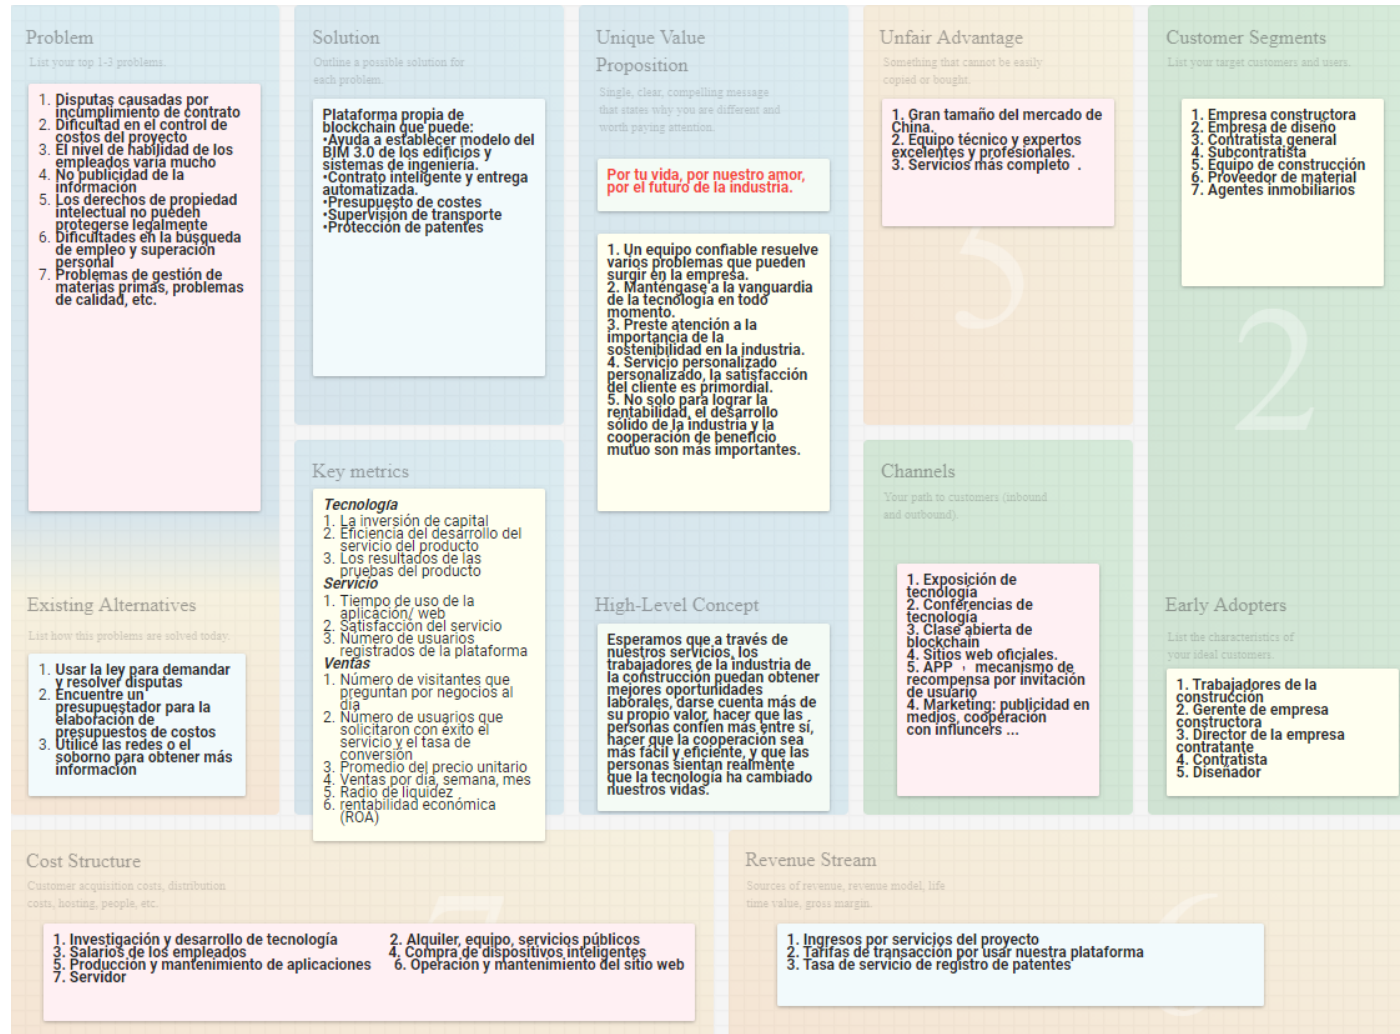 Problem
List your top 1-3 problems.
1. Disputas causadas por
incumplimiento de contrato
2. Dificultad en el control de
costos del proyecto
3. El nivel de habilidad de los
empleados varía mucho
4. No publicidad de la
información
5. Los derechos de propiedad
intelectual no pueden
protegerse legalmente
6. Dificultades en la búsqueda
de empleo y superación
personal
7. Problemas de gestión de
materias primas, problemas
de calidad, etc.
Existing Alternatives
List how this problems are solved today.
1. Usar la ley para demandar
y resolver disputas
2. Encuentre un
presupuestador para la
elaboración de
presupuestos de costos
3. Utilice las redes o el
soborno para obtener más
información
Solution
Outline a possible solution for
each problem.
Plataforma propia de
blockchain que puede:
•Ayuda a establecer modelo del
BIM 3.0 de los edificios y
sistemas de ingeniería.
•Contrato inteligente y entrega
automatizada.
•Presupuesto de costes
•Supervisión de transporte
•Protección de patentes
Key metrics
Tecnología
1. La inversión de capital
2. Eficiencia del desarrollo del
servicio del producto
3. Los resultados de las
pruebas del producto
Servicio
1. Tiempo de uso de la
aplicación/ web
2. Satisfacción del servicio
3. Número de usuarios
registrados de la plataforma
Ventas
1. Número de visitantes que
preguntan por negocios al
día
2. Número de usuarios que
solicitaron con éxito el
servicio y el tasa de
conversión
3. Promedio del precio unitario
4. Ventas por día, semana, mes
5. Radio de liquidez
6. rentabilidad económica
(ROA)
Unique Value
Proposition
Single, clear, compelling message
that states why you are different and
worth paying attention.
Por tu vida, por nuestro amor,
por el futuro de la industria.
1. Un equipo confiable resuelve
varios problemas que pueden
surgir en la empresa.
2. Manténgase a la vanguardia
de la tecnología en todo
momento.
3. Preste atención a la
importancia de la
sostenibilidad en la industria.
4. Servicio personalizado
personalizado, la satisfacción
del cliente es primordial.
5. No solo para lograr la
rentabilidad, el desarrollo
sólido de la industria y la
cooperación de beneficio
mutuo son más importantes.
High-Level Concept
Esperamos que a través de
nuestros servicios, los
trabajadores de la industria de
la construcción puedan obtener
mejores oportunidades
laborales, darse cuenta más de
su propio valor, hacer que las
personas confíen más entre sí,
hacer que la cooperación sea
más fácil y eficiente, y que las
personas sientan realmente
que la tecnología ha cambiado
nuestros vidas.
Unfair Advantage
Something that cannot be easily
copied or bought.
1. Gran tamaño del mercado de
China.
2. Equipo técnico y expertos
excelentes y profesionales.
3. Servicios más completo .
5
Channels
Your path to customers (inbound
and outbound).
1. Exposición de
tecnología
2. Conferencias de
tecnología
3. Clase abierta de
blockchain
4. Sitios web oficjales.
5. APP , mecanismo de
recompensa por invitación
de usuario
4. Marketing: publicidad en
medios, cooperación
con influncers ...
Customer Segments
List your target customers and users.
1. Empresa constructora
2. Empresa de diseño
3. Contratista general
4. Subcontratista
5. Equipo de construcción
6. Proveedor de material
7. Agentes inmobiliarios
2
Early Adopters
List the characteristics of
your ideal customers.
1. Trabajadores de la
construcción
2. Gerente de empresa
constructora
3. Director de la empresa
contratante
4. Contratista
5. Diseñador
Cost Structure
Customer acquisition costs, distribution
costs, hosting, people, etc.
7
1. Investigación y desarrollo de tecnología 2. Alquiler, equipo, servicios públicos
3. Salarios de los empleados 4. Compra de dispositivos inteligentes
5. Producción y mantenimiento de aplicaciones 6. Operación y mantenimiento del sitio web
7. Servidor
Revenue Stream
Sources of revenue, revenue model, life
time value, gross margin.
6
1. Ingresos por servicios del proyecto
2. Tarifas de transacción por usar nuestra plataforma
3. Tasa de servicio de registro de patentes